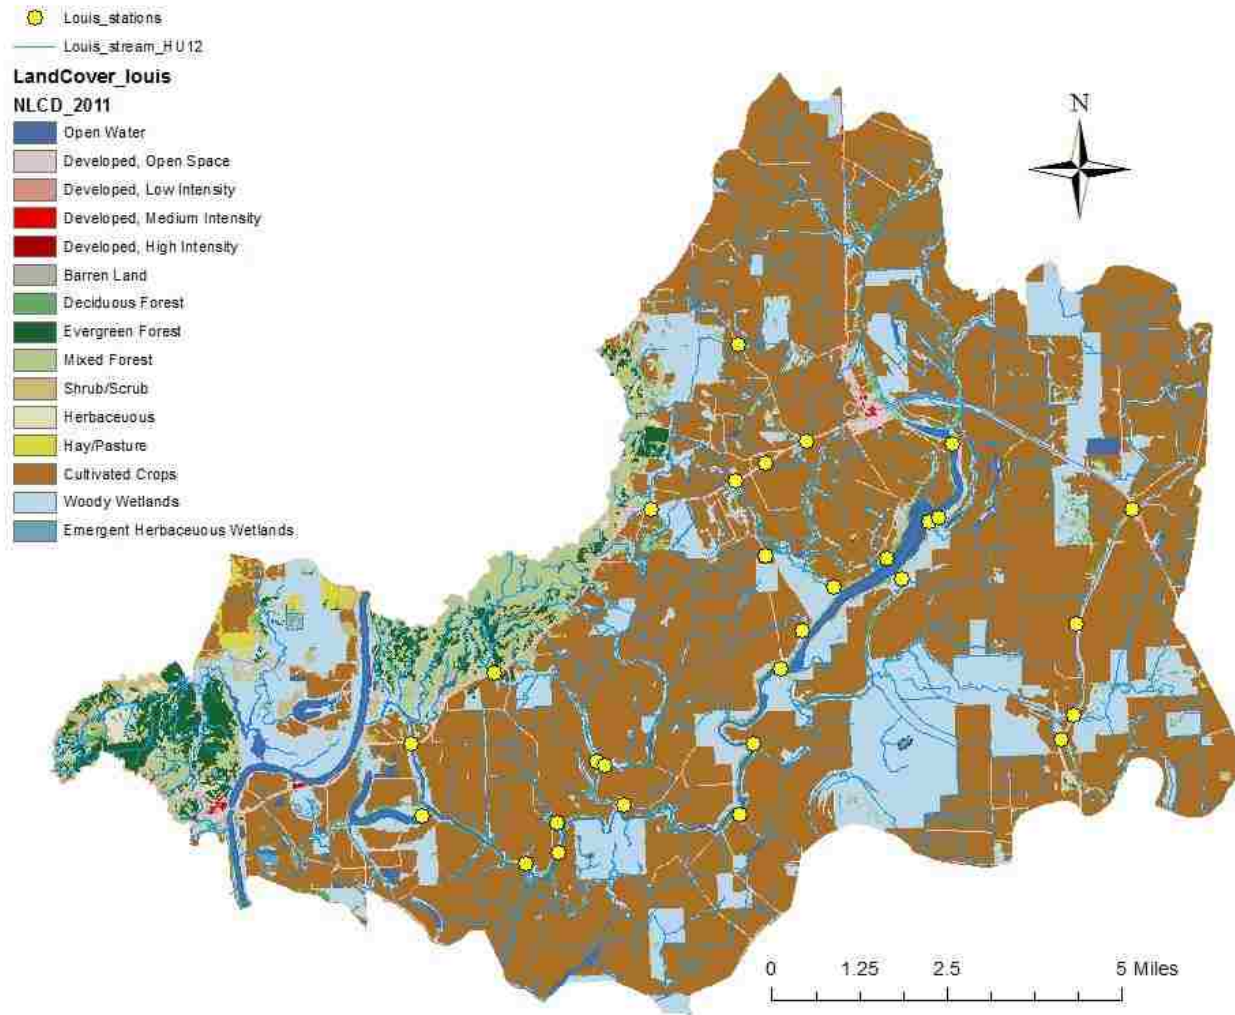 Louis_stations
Louis_stream_HU12
LandCover_louis
NLCD_2011
Open Water
Developed, Open Space
Developed, Low Intensity
Developed, Medium Intensity
Developed, High Intensity
Barren Land
Deciduous Forest
Evergreen Forest
Mixed Forest
Shrub/Scrub
Herbaceuous
Hay/Pasture
Cultivated Crops
Woody Wetlands
Emergent Herbaceuous Wetlands
N
0 1.25 2.5 5 Miles